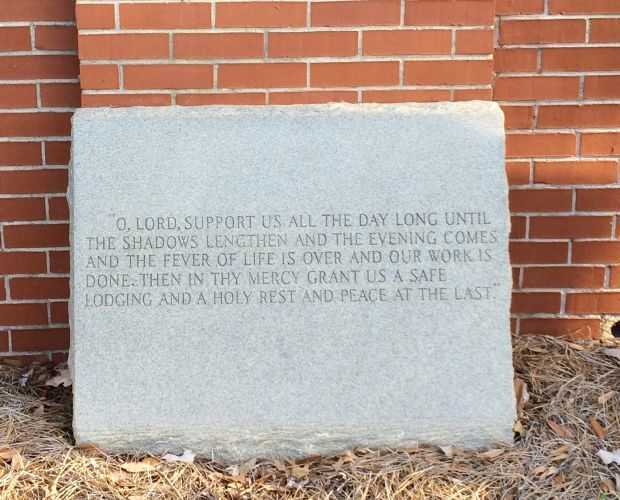 "O, LORD, SUPPORT US ALL THE DAY LONG UNTIL
THE SHADOWS LENGTHEN AND THE EVENING COMES
AND THE FEVER OF LIFE IS OVER AND OUR WORK IS
DONE. THEN IN THY MERCY GRANT US A SAFE
LODGING AND A HOLY REST AND PEACE AT THE LAST."